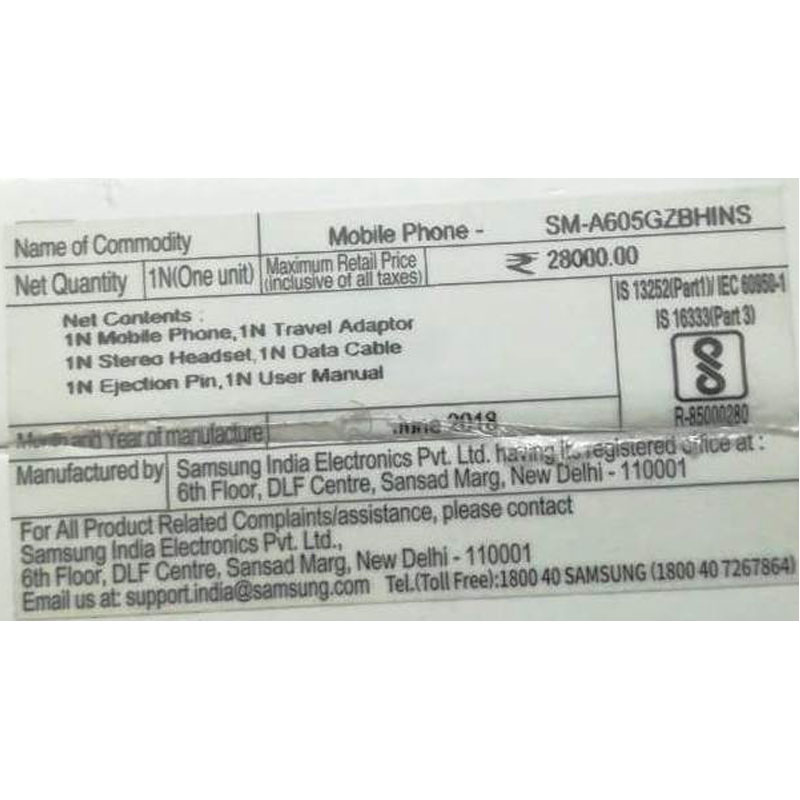 Name of Commodity Mobile Phone - SM-A605GZBHINS
Net Quantity 1N(One unit) Maximum Retail Price (inclusive of all taxes) ₹ 28000.00
Net Contents :
1N Mobile Phone, 1N Travel Adaptor
1N Stereo Headset, 1N Data Cable
1N Ejection Pin, 1N User Manual
IS 13252(Part1)/ IEC 60950-1
IS 16333(Part 3)
R-85000280
Month and Year of manufacture June 2018
Manufactured by Samsung India Electronics Pvt. Ltd. having its registered office at :
6th Floor, DLF Centre, Sansad Marg, New Delhi - 110001
For All Product Related Complaints/assistance, please contact
Samsung India Electronics Pvt. Ltd.,
6th Floor, DLF Centre, Sansad Marg, New Delhi - 110001
Email us at: support.india@samsung.com Tel.(Toll Free):1800 40 SAMSUNG (1800 40 7267864)